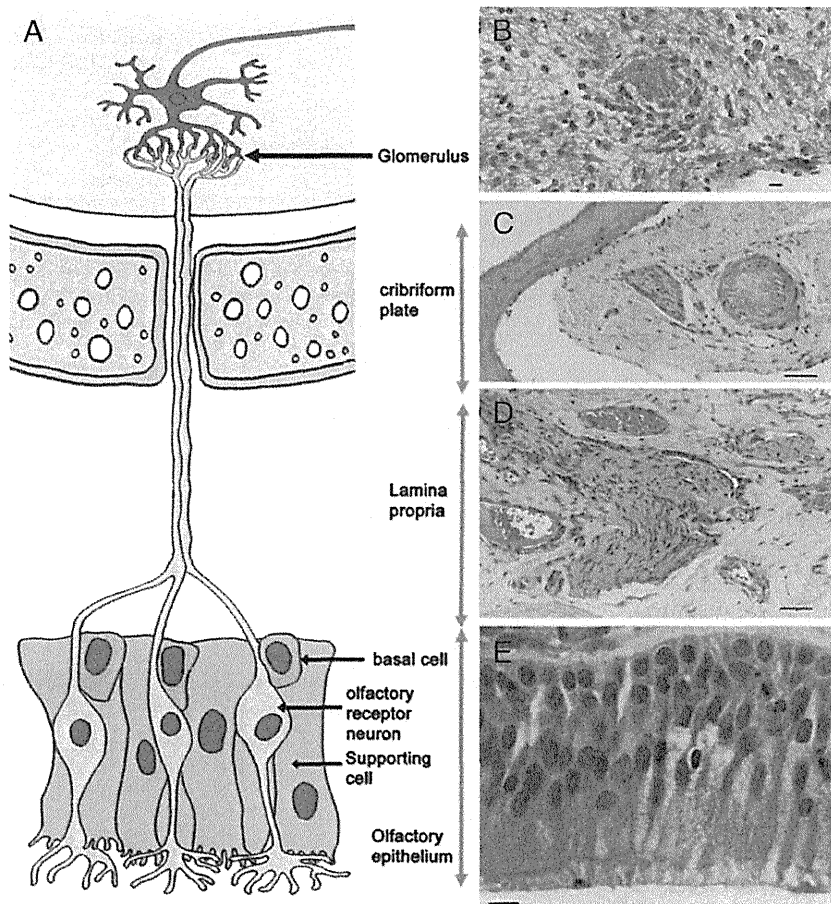 A
B
Glomerulus
C
cribriform
plate
D
Lamina
propria
basal cell
olfactory
receptor
neuron
Supporting
cell
Olfactory
epithelium
E